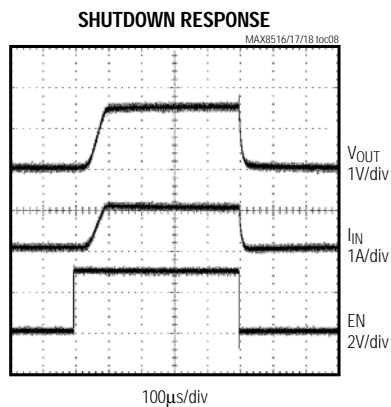 SHUTDOWN RESPONSE
MAX8516/17/18 toc08
VOUT
1V/div
IIN
1A/div
EN
2V/div
100μs/div